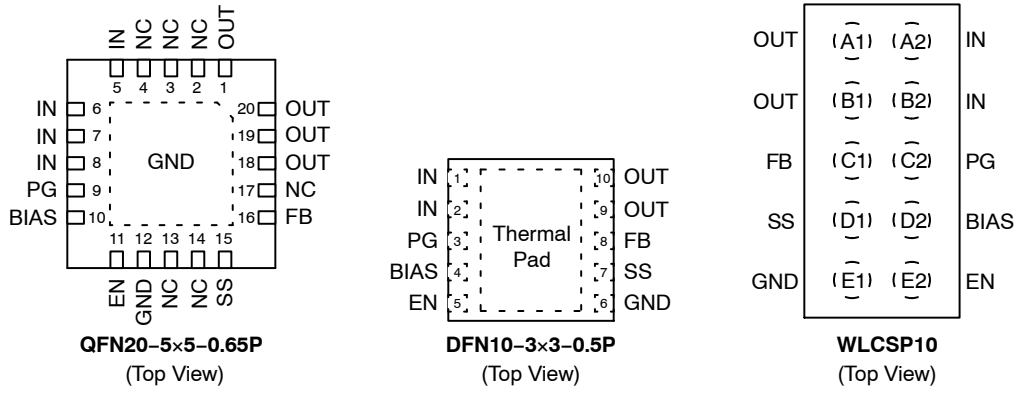 IN NC NC NC OUT
5 4 3 2 1
IN 6 20 OUT
IN 7 19 OUT
IN 8 GND 18 OUT
PG 9 17 NC
BIAS 10 16 FB
11 12 13 14 15
EN GND NC NC SS
QFN20−5×5−0.65P
(Top View)
IN 1 10 OUT
IN 2 9 OUT
PG 3 8 FB
BIAS 4 7 SS
EN 5 6 GND
Thermal
Pad
DFN10−3×3−0.5P
(Top View)
OUT A1 A2 IN
OUT B1 B2 IN
FB C1 C2 PG
SS D1 D2 BIAS
GND E1 E2 EN
WLCSP10
(Top View)